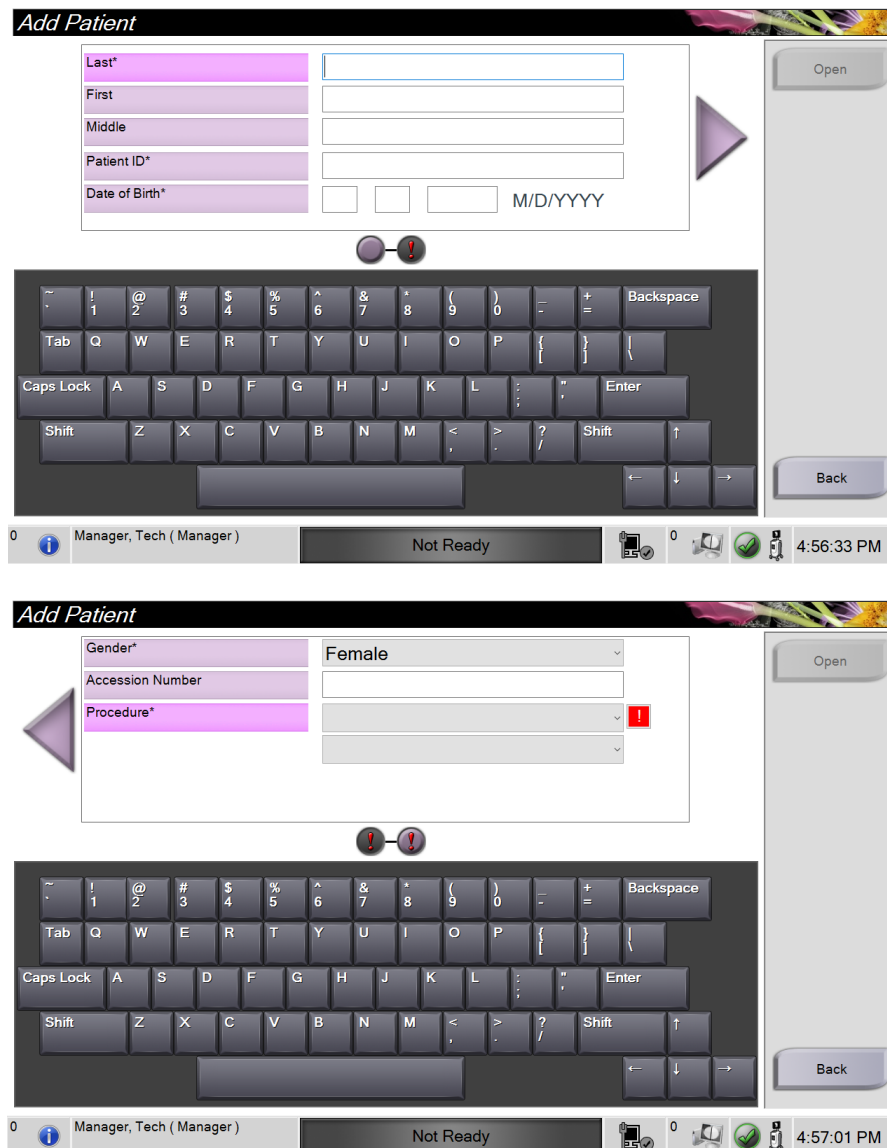 Add Patient
Last*
Open
First
Middle
Patient ID*
Date of Birth* M/D/YYYY
~ ! @ # $ % ^ & * ( ) _ + Backspace
` 1 2 3 4 5 6 7 8 9 0 - =
Tab Q W E R T Y U I O P { } |
[ ] \
Caps Lock A S D F G H J K L : " Enter
; '
Shift Z X C V B N M < > ? Shift ↑
, . /
← ↓ →
Back
0 Manager, Tech ( Manager ) Not Ready 0 4:56:33 PM
Add Patient
Gender* Female
Open
Accession Number
Procedure* !
~ ! @ # $ % ^ & * ( ) _ + Backspace
` 1 2 3 4 5 6 7 8 9 0 - =
Tab Q W E R T Y U I O P { } |
[ ] \
Caps Lock A S D F G H J K L : " Enter
; '
Shift Z X C V B N M < > ? Shift ↑
, . /
← ↓ →
Back
0 Manager, Tech ( Manager ) Not Ready 0 4:57:01 PM